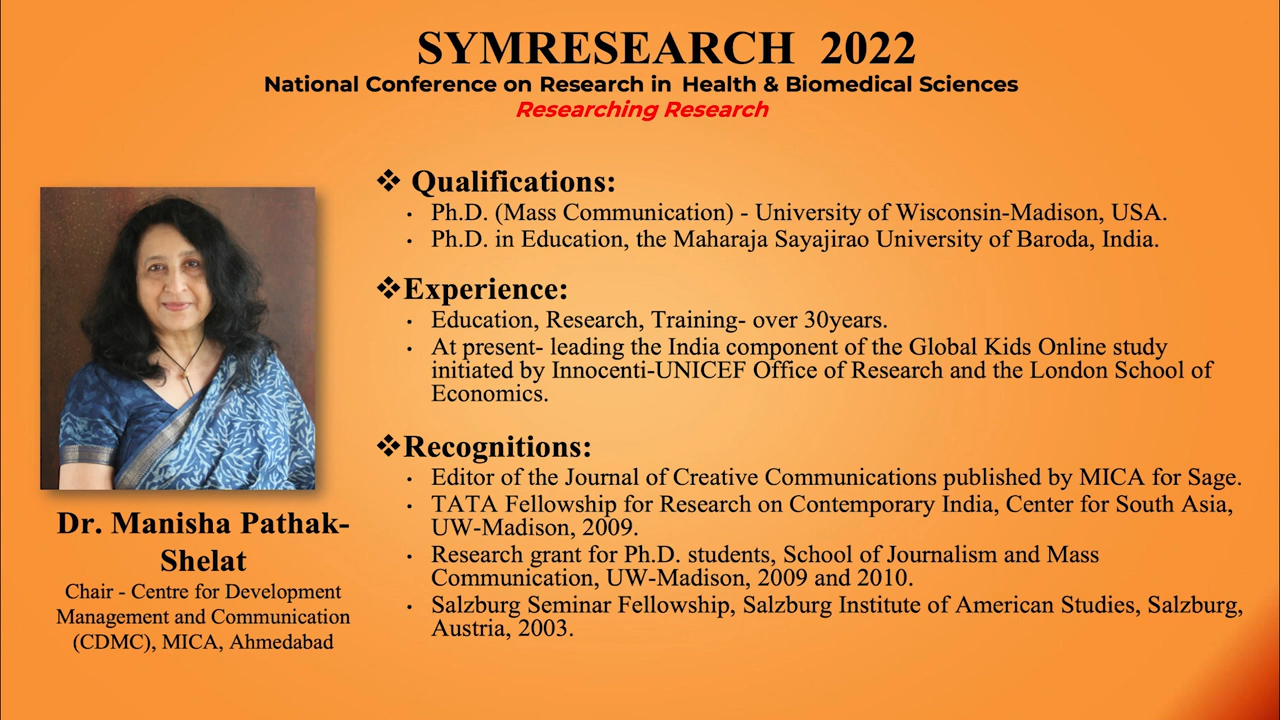 SYMRESEARCH 2022
National Conference on Research in Health & Biomedical Sciences
Researching Research
❖ Qualifications:
• Ph.D. (Mass Communication) - University of Wisconsin-Madison, USA.
• Ph.D. in Education, the Maharaja Sayajirao University of Baroda, India.
❖Experience:
• Education, Research, Training- over 30years.
• At present- leading the India component of the Global Kids Online study
initiated by Innocenti-UNICEF Office of Research and the London School of
Economics.
❖Recognitions:
• Editor of the Journal of Creative Communications published by MICA for Sage.
• TATA Fellowship for Research on Contemporary India, Center for South Asia,
UW-Madison, 2009.
• Research grant for Ph.D. students, School of Journalism and Mass
Communication, UW-Madison, 2009 and 2010.
• Salzburg Seminar Fellowship, Salzburg Institute of American Studies, Salzburg,
Austria, 2003.
Dr. Manisha Pathak-
Shelat
Chair - Centre for Development
Management and Communication
(CDMC), MICA, Ahmedabad